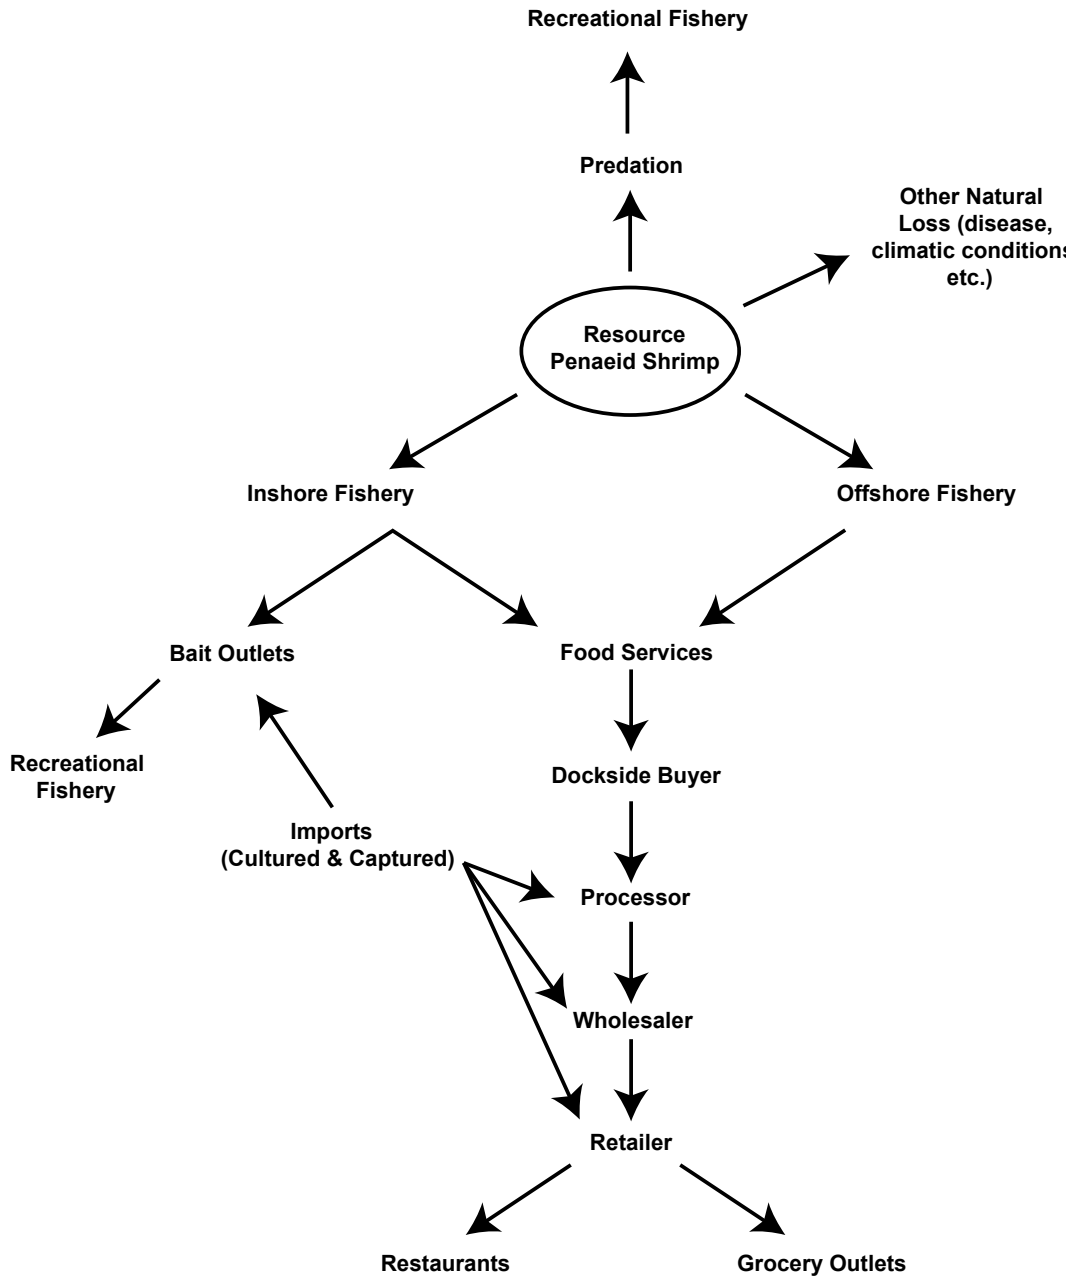 Recreational Fishery
Predation
Other Natural
Loss (disease,
climatic conditions
etc.)
Resource
Penaeid Shrimp
Inshore Fishery
Offshore Fishery
Bait Outlets
Food Services
Recreational
Fishery
Dockside Buyer
Imports
(Cultured & Captured)
Processor
Wholesaler
Retailer
Restaurants
Grocery Outlets